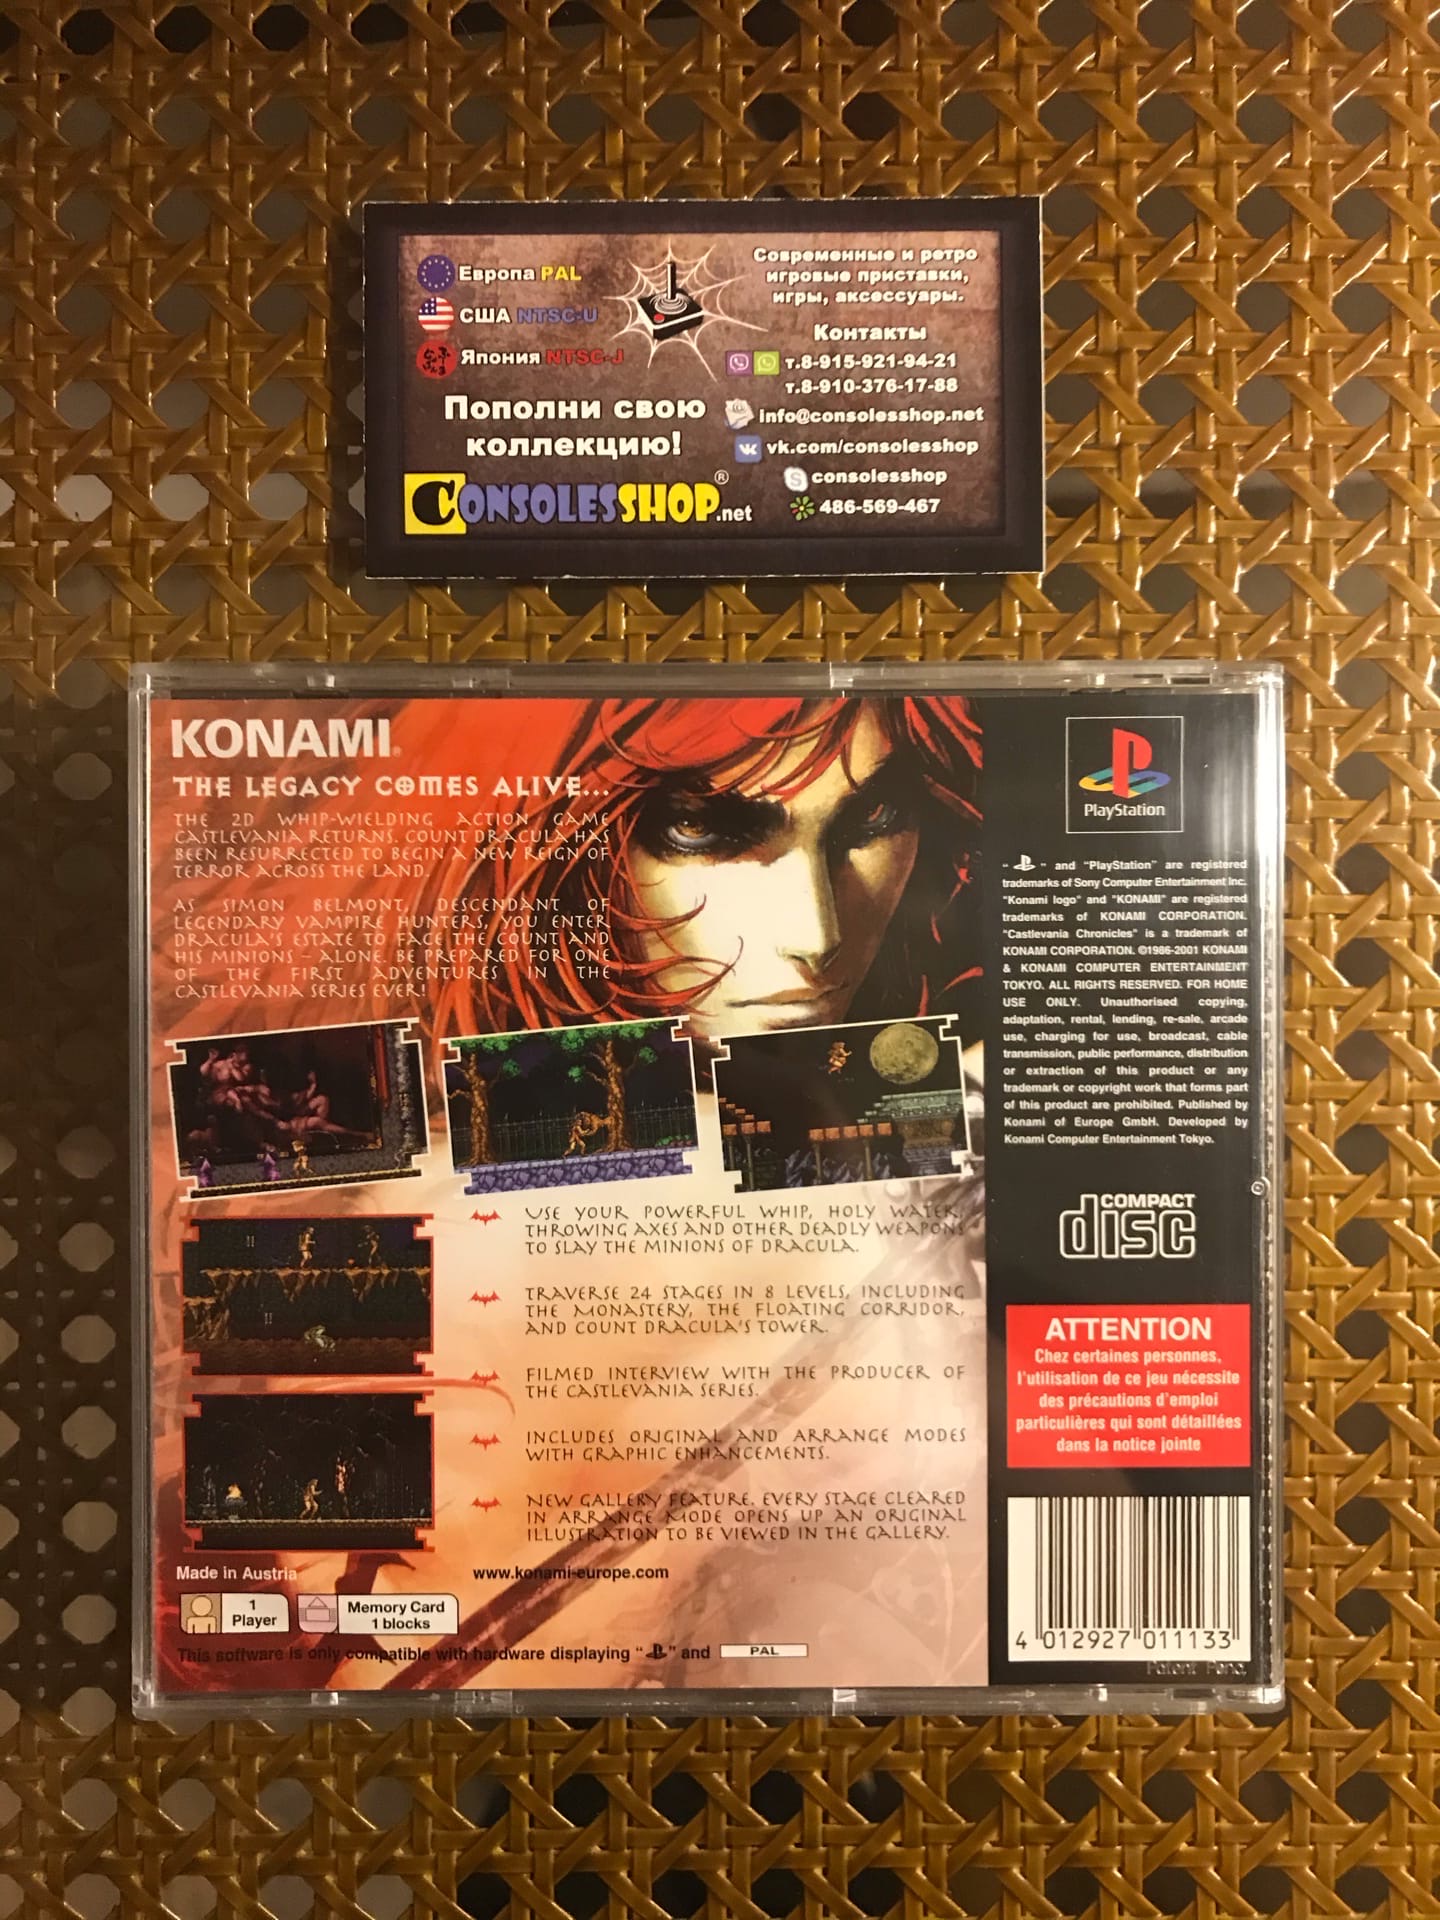 Европа PAL
США NTSC-U
Япония NTSC-J
Пополни свою
коллекцию!
CONSOLESSHOP.net
®
Современные и ретро
игровые приставки,
игры, аксессуары.
Контакты
т.8-915-921-94-21
т.8-910-376-17-88
info@consolesshop.net
vk.com/consolesshop
consolesshop
486-569-467
KONAMI®
THE LEGACY COMES ALIVE...
THE 2D WHIP-WIELDING ACTION GAME
CASTLEVANIA RETURNS. COUNT DRACULA HAS
BEEN RESURRECTED TO BEGIN A NEW REIGN OF
TERROR ACROSS THE LAND.
AS SIMON BELMONT, DESCENDANT OF
LEGENDARY VAMPIRE HUNTERS, YOU ENTER
DRACULA'S ESTATE TO FACE THE COUNT AND
HIS MINIONS – ALONE. BE PREPARED FOR ONE
OF THE FIRST ADVENTURES IN THE
CASTLEVANIA SERIES EVER!
USE YOUR POWERFUL WHIP, HOLY WATER,
THROWING AXES AND OTHER DEADLY WEAPONS
TO SLAY THE MINIONS OF DRACULA.
TRAVERSE 24 STAGES IN 8 LEVELS, INCLUDING
THE MONASTERY, THE FLOATING CORRIDOR,
AND COUNT DRACULA'S TOWER.
FILMED INTERVIEW WITH THE PRODUCER OF
THE CASTLEVANIA SERIES.
INCLUDES ORIGINAL AND ARRANGE MODES
WITH GRAPHIC ENHANCEMENTS.
NEW GALLERY FEATURE. EVERY STAGE CLEARED
IN ARRANGE MODE OPENS UP AN ORIGINAL
ILLUSTRATION TO BE VIEWED IN THE GALLERY.
Made in Austria
www.konami-europe.com
1
Player
Memory Card
1 blocks
This software is only compatible with hardware displaying " " and PAL
PlayStation
" " and "PlayStation" are registered
trademarks of Sony Computer Entertainment Inc.
"Konami logo" and "KONAMI" are registered
trademarks of KONAMI CORPORATION.
"Castlevania Chronicles" is a trademark of
KONAMI CORPORATION. ©1986-2001 KONAMI
& KONAMI COMPUTER ENTERTAINMENT
TOKYO. ALL RIGHTS RESERVED. FOR HOME
USE ONLY. Unauthorised copying,
adaptation, rental, lending, re-sale, arcade
use, charging for use, broadcast, cable
transmission, public performance, distribution
or extraction of this product or any
trademark or copyright work that forms part
of this product are prohibited. Published by
Konami of Europe GmbH. Developed by
Konami Computer Entertainment Tokyo.
COMPACT
disc
ATTENTION
Chez certaines personnes,
l'utilisation de ce jeu nécessite
des précautions d'emploi
particulières qui sont détaillées
dans la notice jointe
4 012927 011133
Patent Pend.